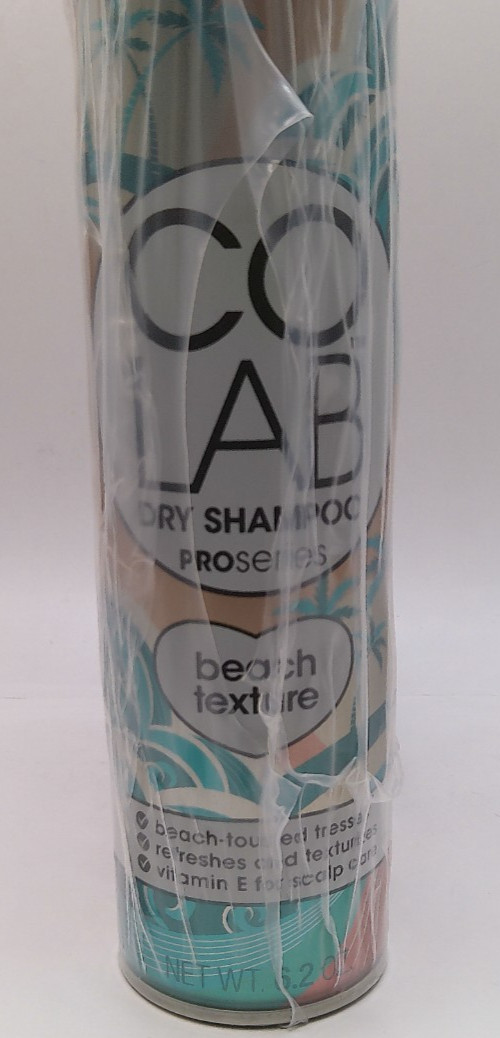 CO
LAB
DRY SHAMPOO
PROseries
beach
texture
beach-tousled tresses
refreshes and textures
vitamin E for scalp care
NET WT. 6.2 OZ